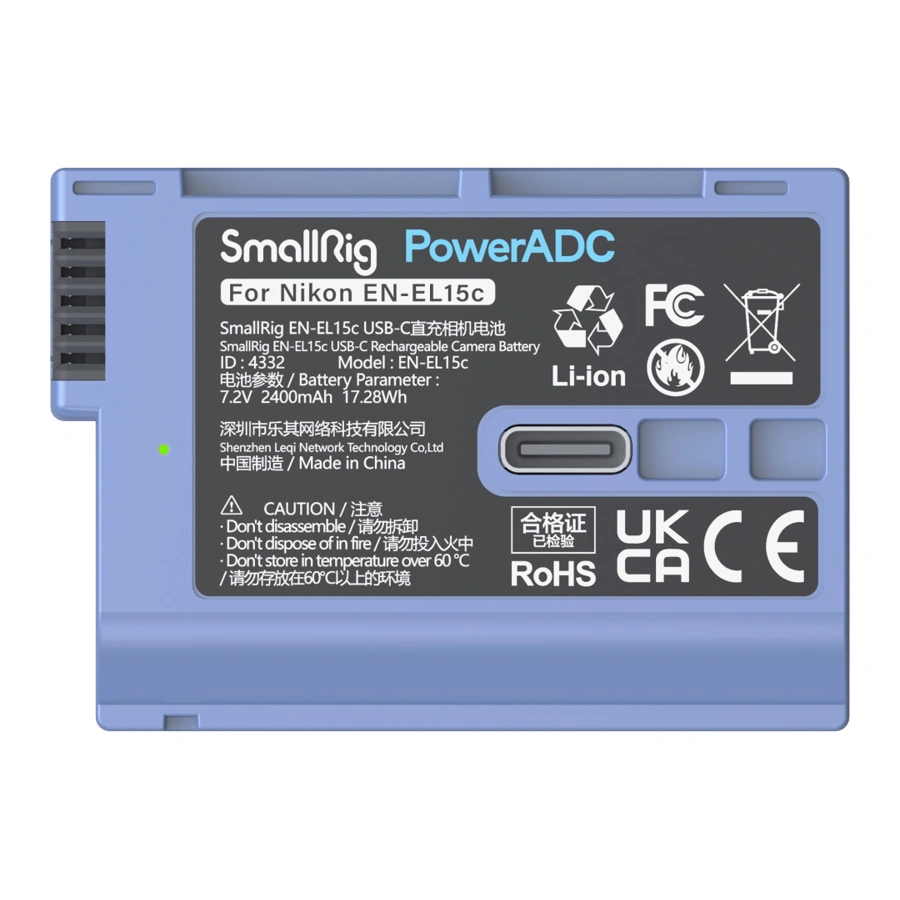 SmallRig PowerADC
For Nikon EN-EL15c
SmallRig EN-EL15c USB-C直充相机电池
SmallRig EN-EL15c USB-C Rechargeable Camera Battery
ID : 4332 Model : EN-EL15c
电池参数 / Battery Parameter :
7.2V 2400mAh 17.28Wh
Li-ion
FC
深圳市乐其网络科技有限公司
Shenzhen Leqi Network Technology Co,Ltd
中国制造 / Made in China
CAUTION / 注意
·Don't disassemble / 请勿拆卸
·Don't dispose of in fire / 请勿投入火中
·Don't store in temperature over 60 °C
/ 请勿存放在60°C以上的环境
合格证
已检验
RoHS
UK
CA
CE